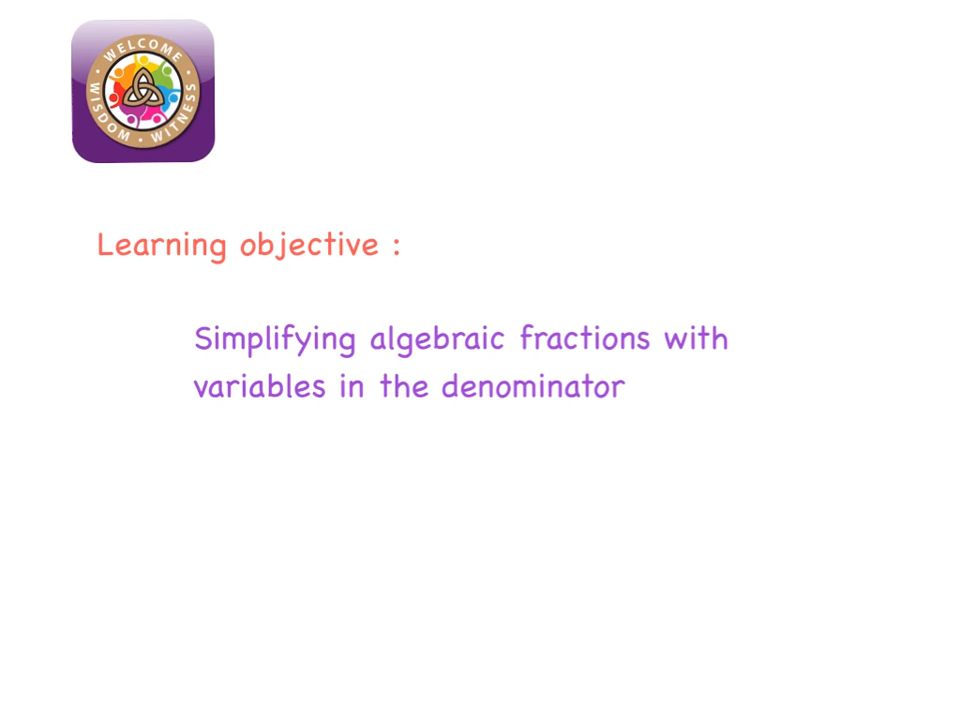 WELCOME • WITNESS • WISDOM •
Learning objective :
Simplifying algebraic fractions with
variables in the denominator